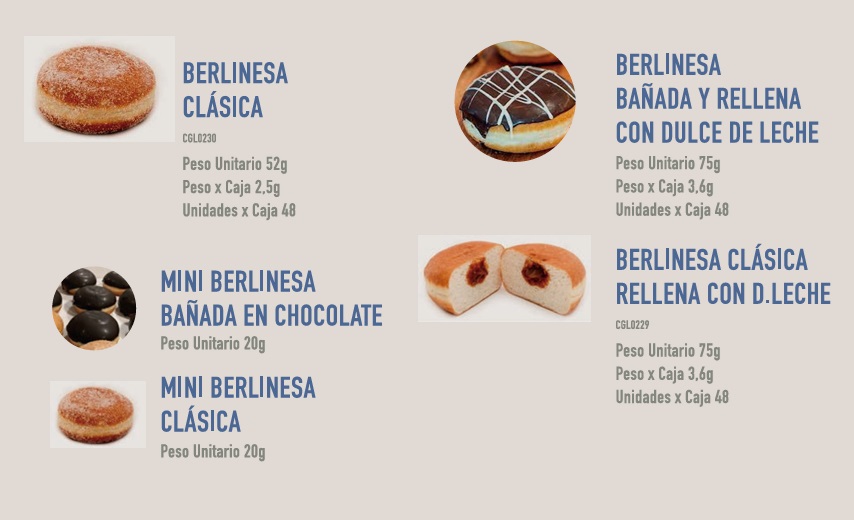 BERLINESA
CLÁSICA
CGL0230
Peso Unitario 52g
Peso x Caja 2,5g
Unidades x Caja 48
MINI BERLINESA
BAÑADA EN CHOCOLATE
Peso Unitario 20g
MINI BERLINESA
CLÁSICA
Peso Unitario 20g
BERLINESA
BAÑADA Y RELLENA
CON DULCE DE LECHE
Peso Unitario 75g
Peso x Caja 3,6g
Unidades x Caja 48
BERLINESA CLÁSICA
RELLENA CON D.LECHE
CGL0229
Peso Unitario 75g
Peso x Caja 3,6g
Unidades x Caja 48